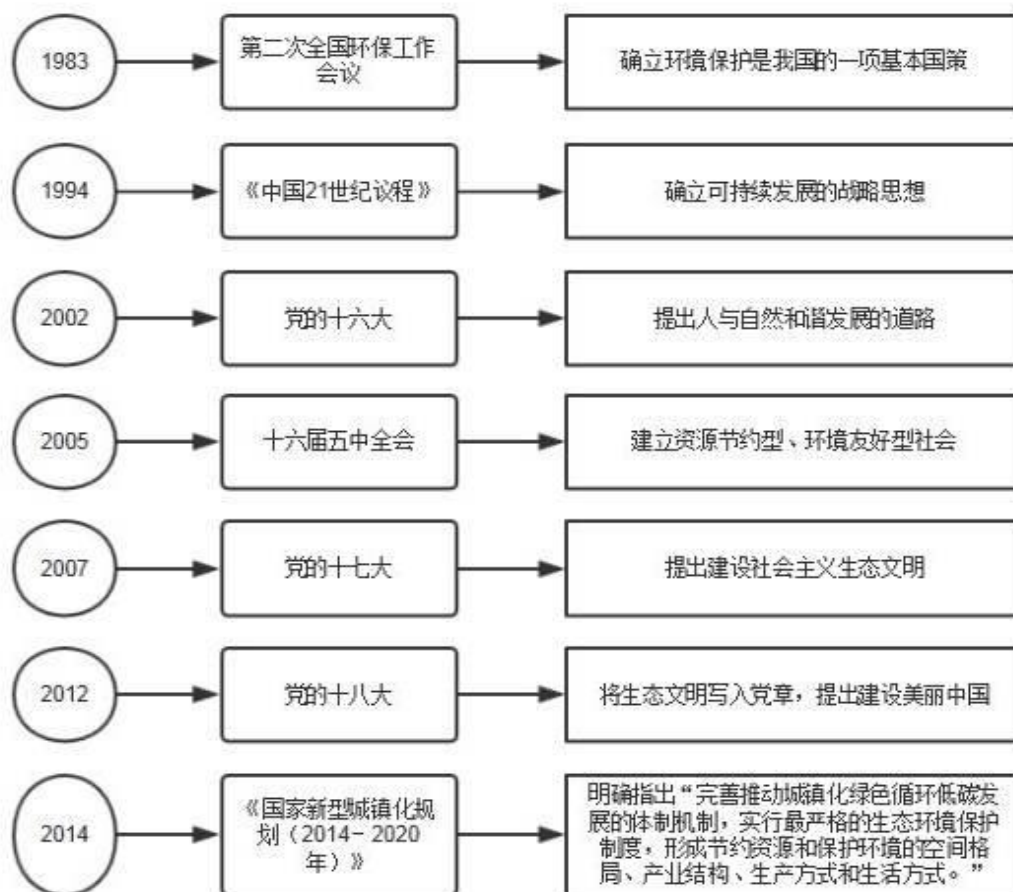 1983
第二次全国环保工作
会议
确立环境保护是我国的一项基本国策
1994
《中国21世纪议程》
确立可持续发展的战略思想
2002
党的十六大
提出人与自然和谐发展的道路
2005
十六届五中全会
建立资源节约型、环境友好型社会
2007
党的十七大
提出建设社会主义生态文明
2012
党的十八大
将生态文明写入党章，提出建设美丽中国
2014
《国家新型城镇化规
划（2014-2020
年）》
明确指出“完善推动城镇化绿色循环低碳发
展的体制机制，实行最严格的生态环境保护
制度，形成节约资源和保护环境的空间格
局、产业结构、生产方式和生活方式。”